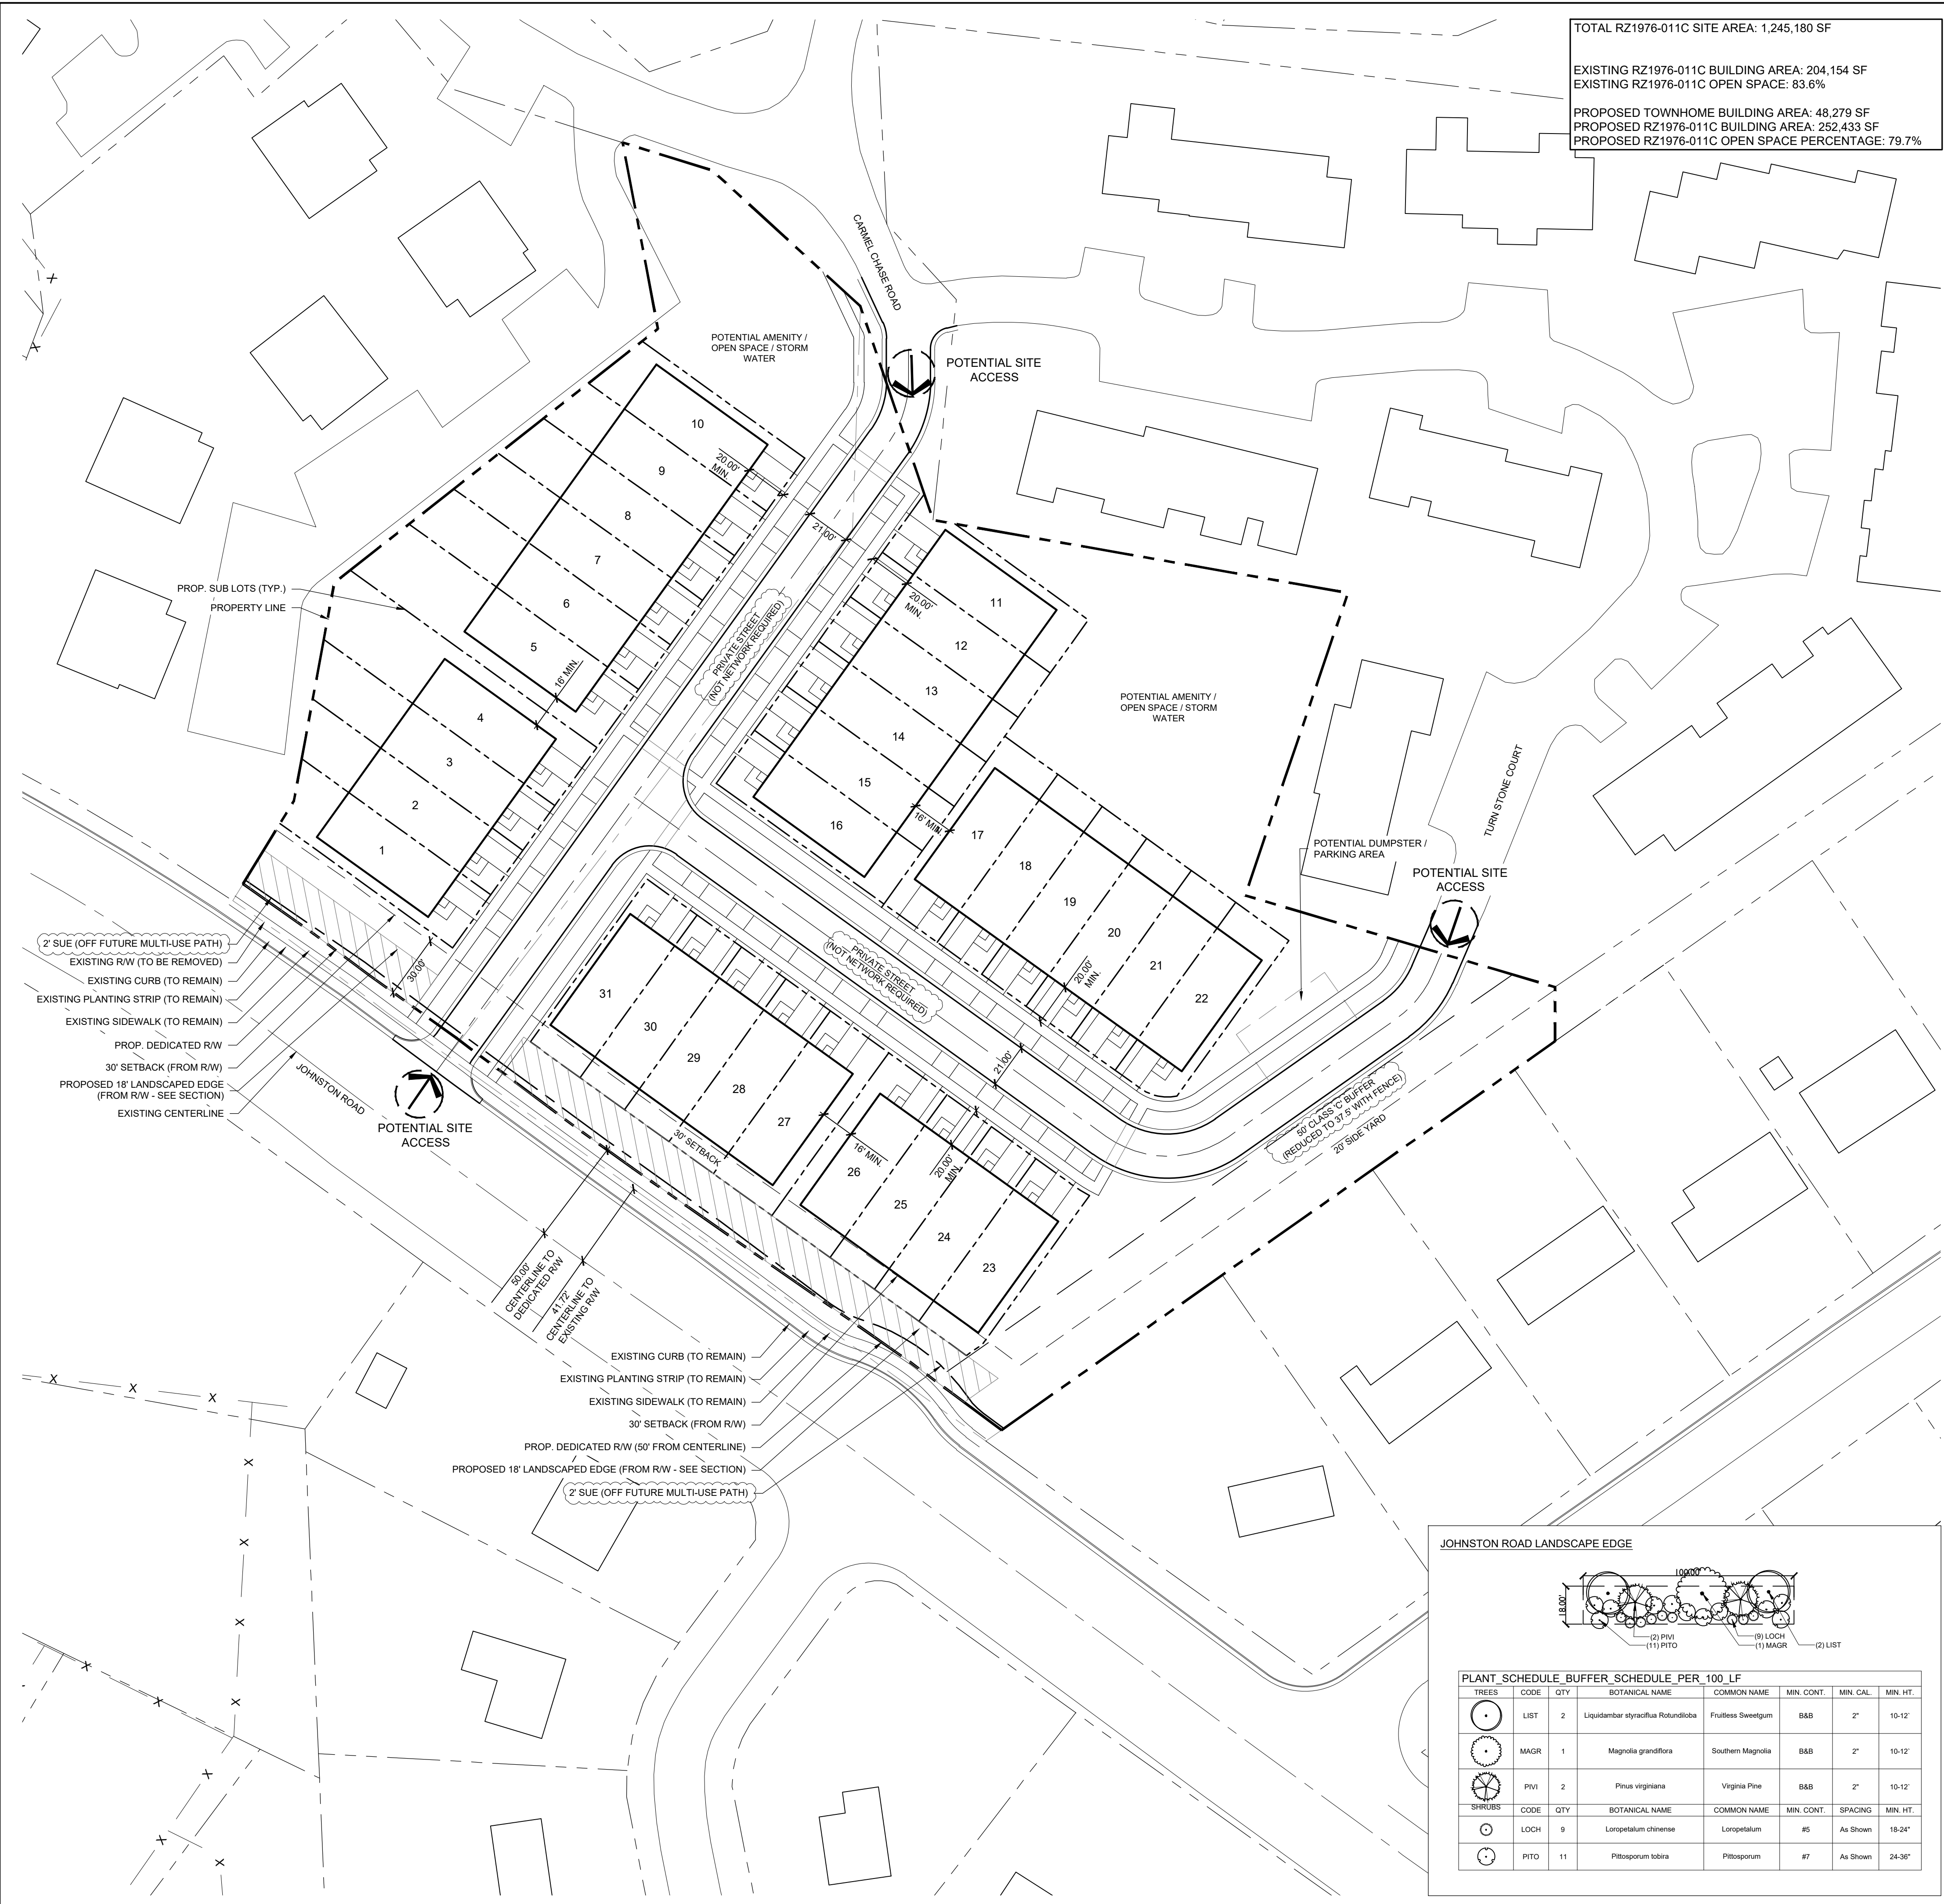 TOTAL RZ1976-011C SITE AREA: 1,245,180 SF
EXISTING RZ1976-011C BUILDING AREA: 204,154 SF
EXISTING RZ1976-011C OPEN SPACE: 83.6%
PROPOSED TOWNHOME BUILDING AREA: 48,279 SF
PROPOSED RZ1976-011C BUILDING AREA: 252,433 SF
PROPOSED RZ1976-011C OPEN SPACE PERCENTAGE: 79.7%
CARMEL CHASE ROAD
POTENTIAL AMENITY /
OPEN SPACE / STORM
WATER
POTENTIAL SITE
ACCESS
10
9
8
7
6
5
4
3
2
1
20.00'
MIN.
21.00'
16' MIN.
PROP. SUB LOTS (TYP.)
PROPERTY LINE
PRIVATE STREET
(NOT NETWORK REQUIRED)
20.00'
MIN.
11
12
13
14
15
16
16' MIN.
POTENTIAL AMENITY /
OPEN SPACE / STORM
WATER
17
18
19
20
21
22
20.00'
MIN.
TURN STONE COURT
POTENTIAL DUMPSTER /
PARKING AREA
POTENTIAL SITE
ACCESS
2' SUE (OFF FUTURE MULTI-USE PATH)
EXISTING R/W (TO BE REMOVED)
EXISTING CURB (TO REMAIN)
EXISTING PLANTING STRIP (TO REMAIN)
EXISTING SIDEWALK (TO REMAIN)
PROP. DEDICATED R/W
30' SETBACK (FROM R/W)
PROPOSED 18' LANDSCAPED EDGE
(FROM R/W - SEE SECTION)
EXISTING CENTERLINE
30.00'
JOHNSTON ROAD
POTENTIAL SITE
ACCESS
PRIVATE STREET
(NOT NETWORK REQUIRED)
21.00'
31
30
29
28
27
30' SETBACK
16' MIN.
20.00'
MIN.
26
25
24
23
50' CLASS 'C' BUFFER
(REDUCED TO 37.5' WITH FENCE)
20' SIDE YARD
50.00'
CENTERLINE TO
DEDICATED R/W
41.72'
CENTERLINE TO
EXISTING R/W
EXISTING CURB (TO REMAIN)
EXISTING PLANTING STRIP (TO REMAIN)
EXISTING SIDEWALK (TO REMAIN)
30' SETBACK (FROM R/W)
PROP. DEDICATED R/W (50' FROM CENTERLINE)
PROPOSED 18' LANDSCAPED EDGE (FROM R/W - SEE SECTION)
2' SUE (OFF FUTURE MULTI-USE PATH)
X
X
X
X
X
X
X
X
X
X
X
X
X
X
JOHNSTON ROAD LANDSCAPE EDGE
100.00'
18.00'
(2) PIVI
(11) PITO
(9) LOCH
(1) MAGR
(2) LIST
PLANT_SCHEDULE_BUFFER_SCHEDULE_PER_100_LF
TREES CODE QTY BOTANICAL NAME COMMON NAME MIN. CONT. MIN. CAL. MIN. HT.
LIST 2 Liquidambar styraciflua Rotundiloba Fruitless Sweetgum B&B 2" 10-12`
MAGR 1 Magnolia grandiflora Southern Magnolia B&B 2" 10-12`
PIVI 2 Pinus virginiana Virginia Pine B&B 2" 10-12`
SHRUBS CODE QTY BOTANICAL NAME COMMON NAME MIN. CONT. SPACING MIN. HT.
LOCH 9 Loropetalum chinense Loropetalum #5 As Shown 18-24"
PITO 11 Pittosporum tobira Pittosporum #7 As Shown 24-36"